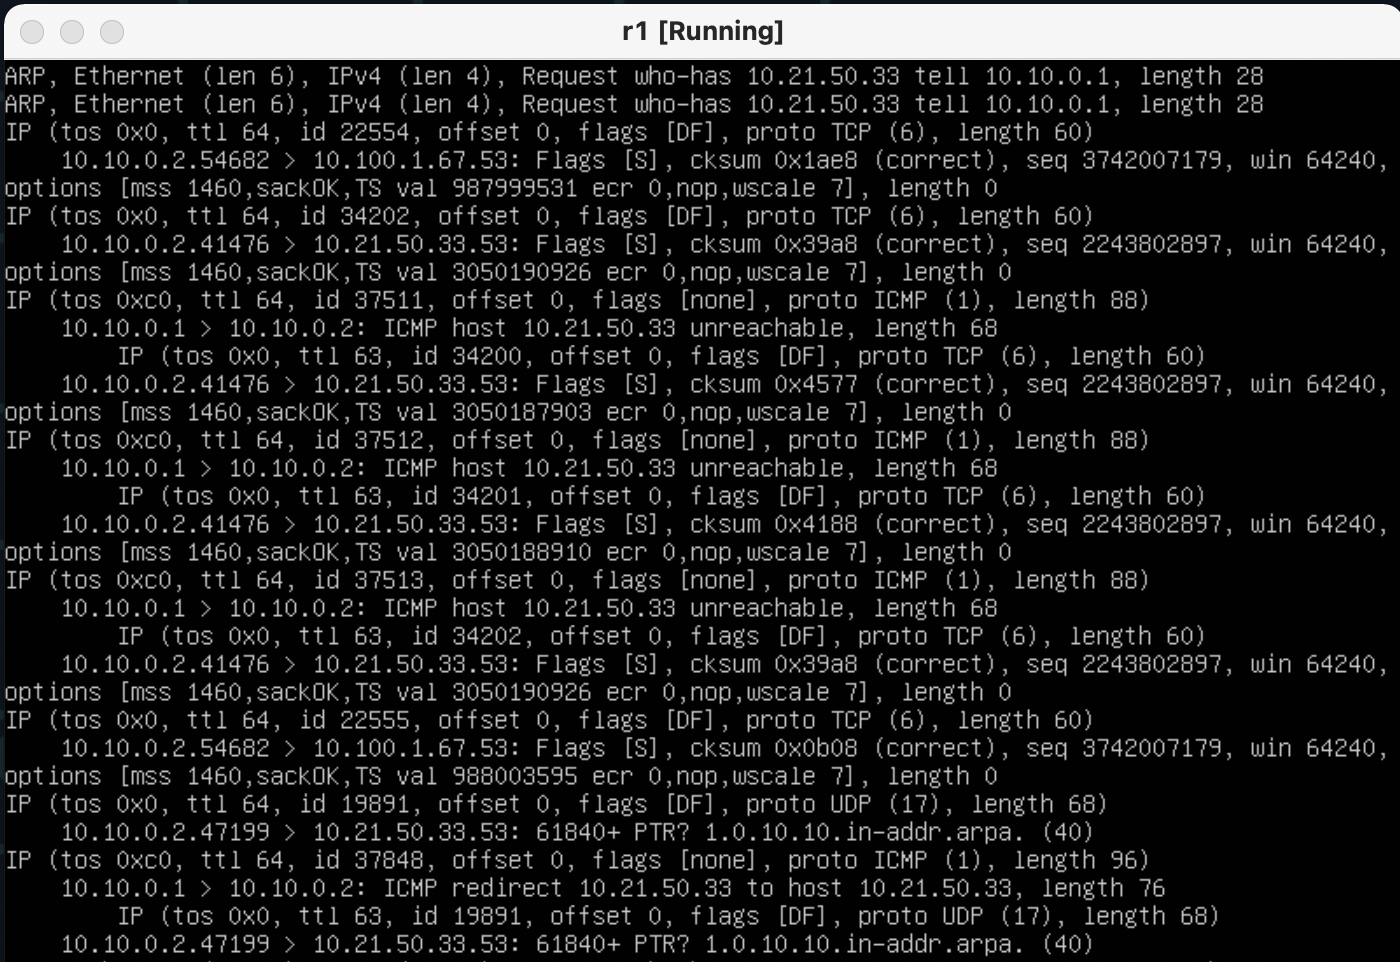 r1 [Running]
ARP, Ethernet (len 6), IPv4 (len 4), Request who-has 10.21.50.33 tell 10.10.0.1, length 28
ARP, Ethernet (len 6), IPv4 (len 4), Request who-has 10.21.50.33 tell 10.10.0.1, length 28
IP (tos 0x0, ttl 64, id 22554, offset 0, flags [DF], proto TCP (6), length 60)
    10.10.0.2.54682 > 10.100.1.67.53: Flags [S], cksum 0x1ae8 (correct), seq 3742007179, win 64240,
options [mss 1460,sackOK,TS val 987999531 ecr 0,nop,wscale 7], length 0
IP (tos 0x0, ttl 64, id 34202, offset 0, flags [DF], proto TCP (6), length 60)
    10.10.0.2.41476 > 10.21.50.33.53: Flags [S], cksum 0x39a8 (correct), seq 2243802897, win 64240,
options [mss 1460,sackOK,TS val 3050190926 ecr 0,nop,wscale 7], length 0
IP (tos 0xc0, ttl 64, id 37511, offset 0, flags [none], proto ICMP (1), length 88)
    10.10.0.1 > 10.10.0.2: ICMP host 10.21.50.33 unreachable, length 68
        IP (tos 0x0, ttl 63, id 34200, offset 0, flags [DF], proto TCP (6), length 60)
    10.10.0.2.41476 > 10.21.50.33.53: Flags [S], cksum 0x4577 (correct), seq 2243802897, win 64240,
options [mss 1460,sackOK,TS val 3050187903 ecr 0,nop,wscale 7], length 0
IP (tos 0xc0, ttl 64, id 37512, offset 0, flags [none], proto ICMP (1), length 88)
    10.10.0.1 > 10.10.0.2: ICMP host 10.21.50.33 unreachable, length 68
        IP (tos 0x0, ttl 63, id 34201, offset 0, flags [DF], proto TCP (6), length 60)
    10.10.0.2.41476 > 10.21.50.33.53: Flags [S], cksum 0x4188 (correct), seq 2243802897, win 64240,
options [mss 1460,sackOK,TS val 3050188910 ecr 0,nop,wscale 7], length 0
IP (tos 0xc0, ttl 64, id 37513, offset 0, flags [none], proto ICMP (1), length 88)
    10.10.0.1 > 10.10.0.2: ICMP host 10.21.50.33 unreachable, length 68
        IP (tos 0x0, ttl 63, id 34202, offset 0, flags [DF], proto TCP (6), length 60)
    10.10.0.2.41476 > 10.21.50.33.53: Flags [S], cksum 0x39a8 (correct), seq 2243802897, win 64240,
options [mss 1460,sackOK,TS val 3050190926 ecr 0,nop,wscale 7], length 0
IP (tos 0x0, ttl 64, id 22555, offset 0, flags [DF], proto TCP (6), length 60)
    10.10.0.2.54682 > 10.100.1.67.53: Flags [S], cksum 0x0b08 (correct), seq 3742007179, win 64240,
options [mss 1460,sackOK,TS val 988003595 ecr 0,nop,wscale 7], length 0
IP (tos 0x0, ttl 64, id 19891, offset 0, flags [DF], proto UDP (17), length 68)
    10.10.0.2.47199 > 10.21.50.33.53: 61840+ PTR? 1.0.10.10.in-addr.arpa. (40)
IP (tos 0xc0, ttl 64, id 37848, offset 0, flags [none], proto ICMP (1), length 96)
    10.10.0.1 > 10.10.0.2: ICMP redirect 10.21.50.33 to host 10.21.50.33, length 76
        IP (tos 0x0, ttl 63, id 19891, offset 0, flags [DF], proto UDP (17), length 68)
    10.10.0.2.47199 > 10.21.50.33.53: 61840+ PTR? 1.0.10.10.in-addr.arpa. (40)